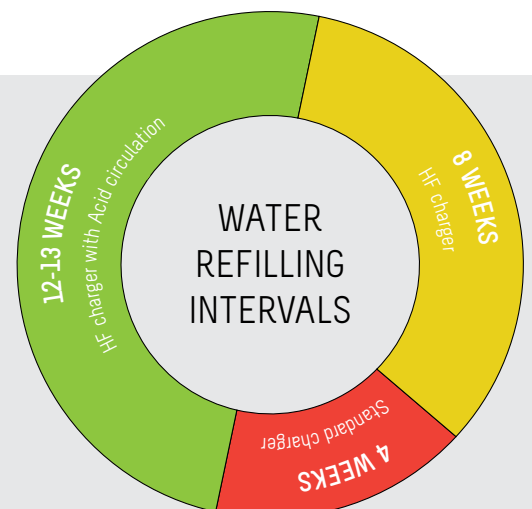 WATER
REFILLING
INTERVALS
12-13 WEEKS
HF charger with Acid circulation
8 WEEKS
HF charger
4 WEEKS
Standard charger